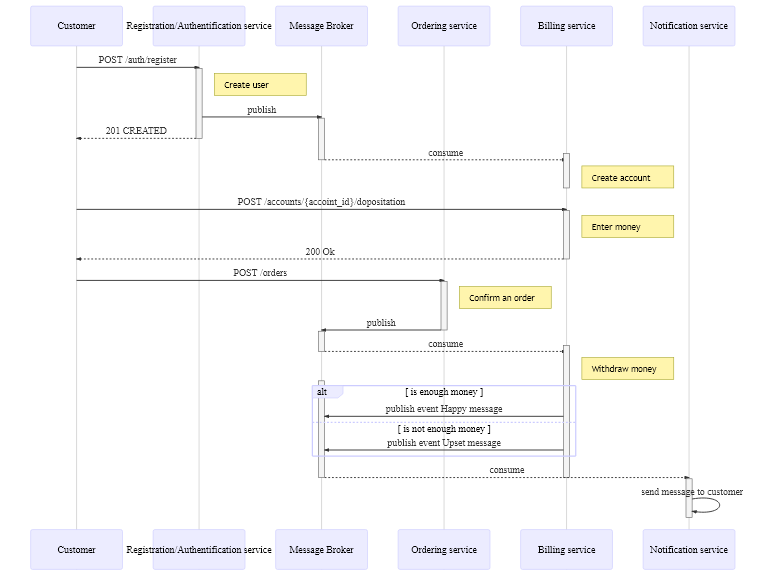 Customer
Registration/Authentification service
Message Broker
Ordering service
Billing service
Notification service
POST /auth/register
Create user
publish
201 CREATED
consume
Create account
POST /accounts/{accoint_id}/dopositation
Enter money
200 Ok
POST /orders
Confirm an order
publish
consume
Withdraw money
alt
[ is enough money ]
publish event Happy message
[ is not enough money ]
publish event Upset message
consume
send message to customer
Customer
Registration/Authentification service
Message Broker
Ordering service
Billing service
Notification service